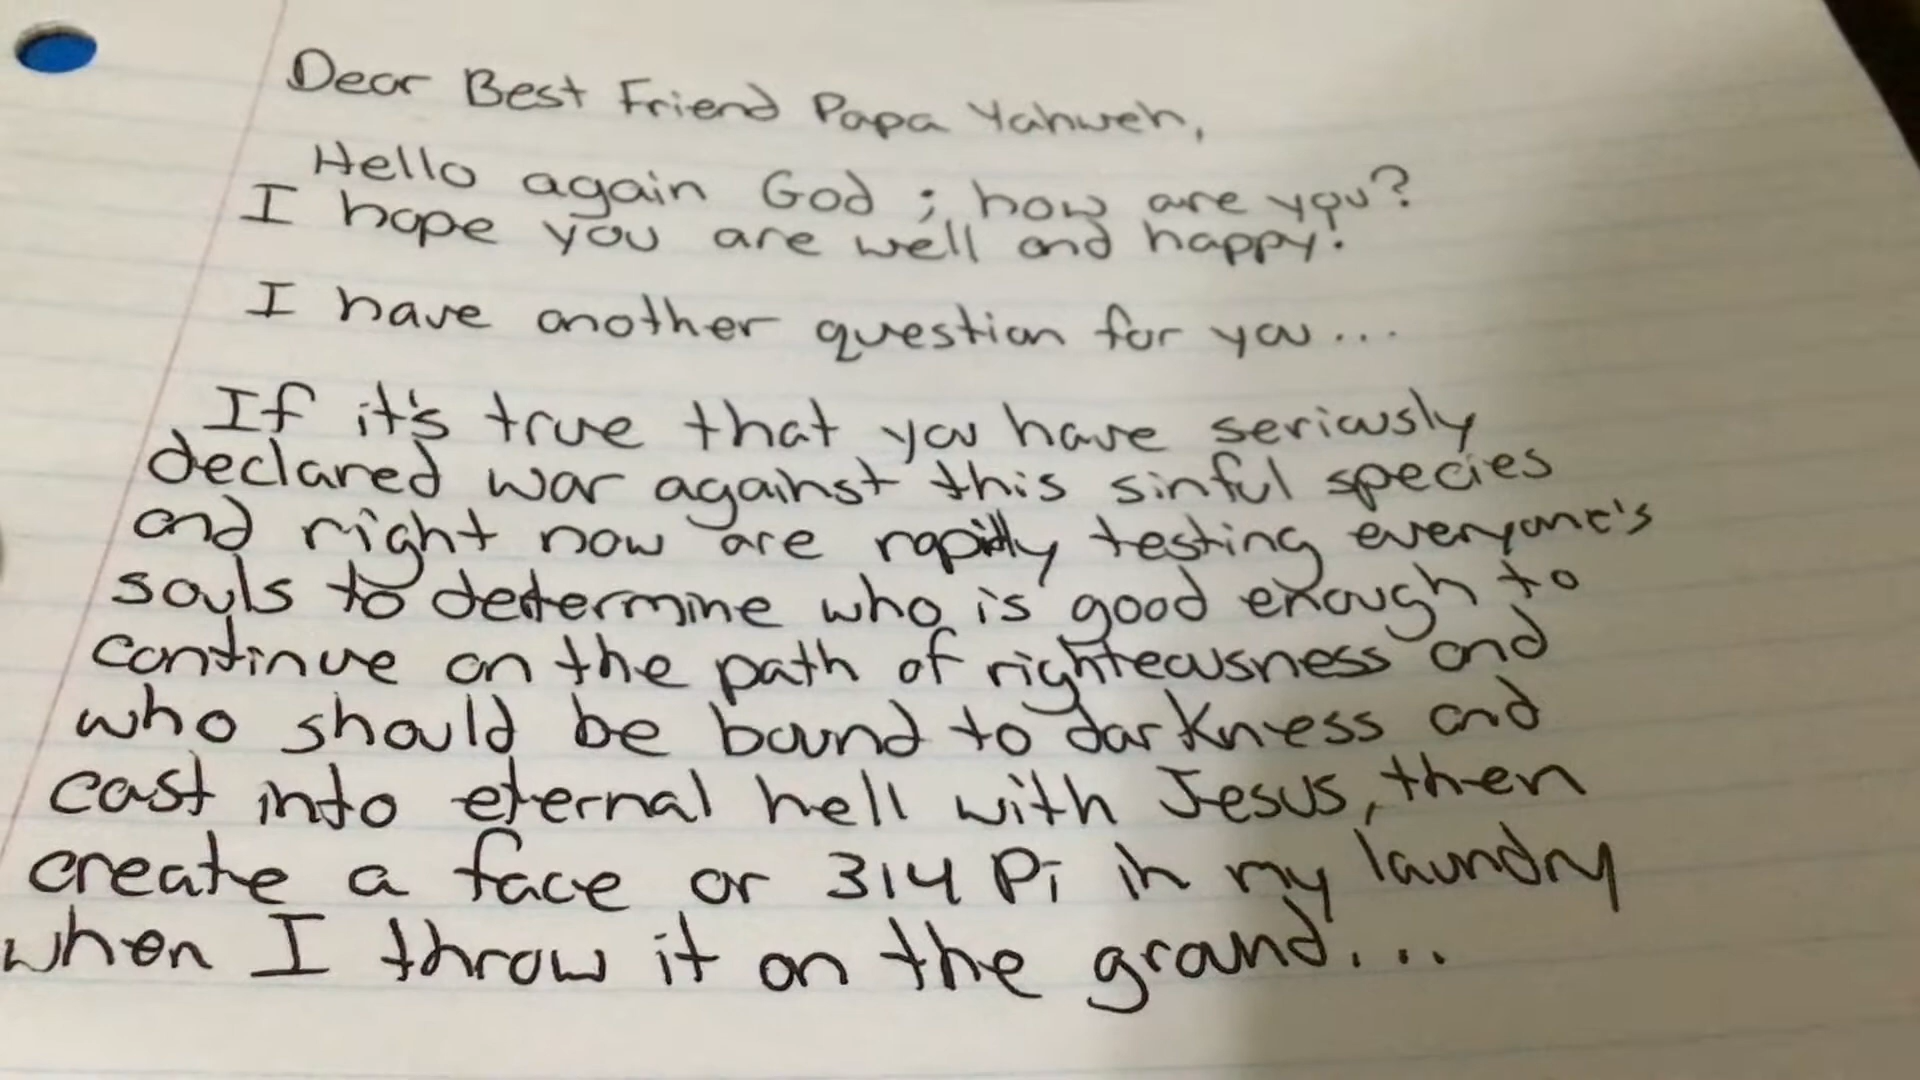 Dear Best Friend Papa Yahweh,
Hello again God ; how are you?
I hope you are well and happy!
I have another question for you...
If it's true that you have seriously
declared war against this sinful species
and right now are rapidly testing everyone's
souls to determine who is good enough to
continue on the path of righteousness and
who should be bound to darkness and
cast into eternal hell with Jesus, then
create a face or 314 Pi in my laundry
when I throw it on the ground...